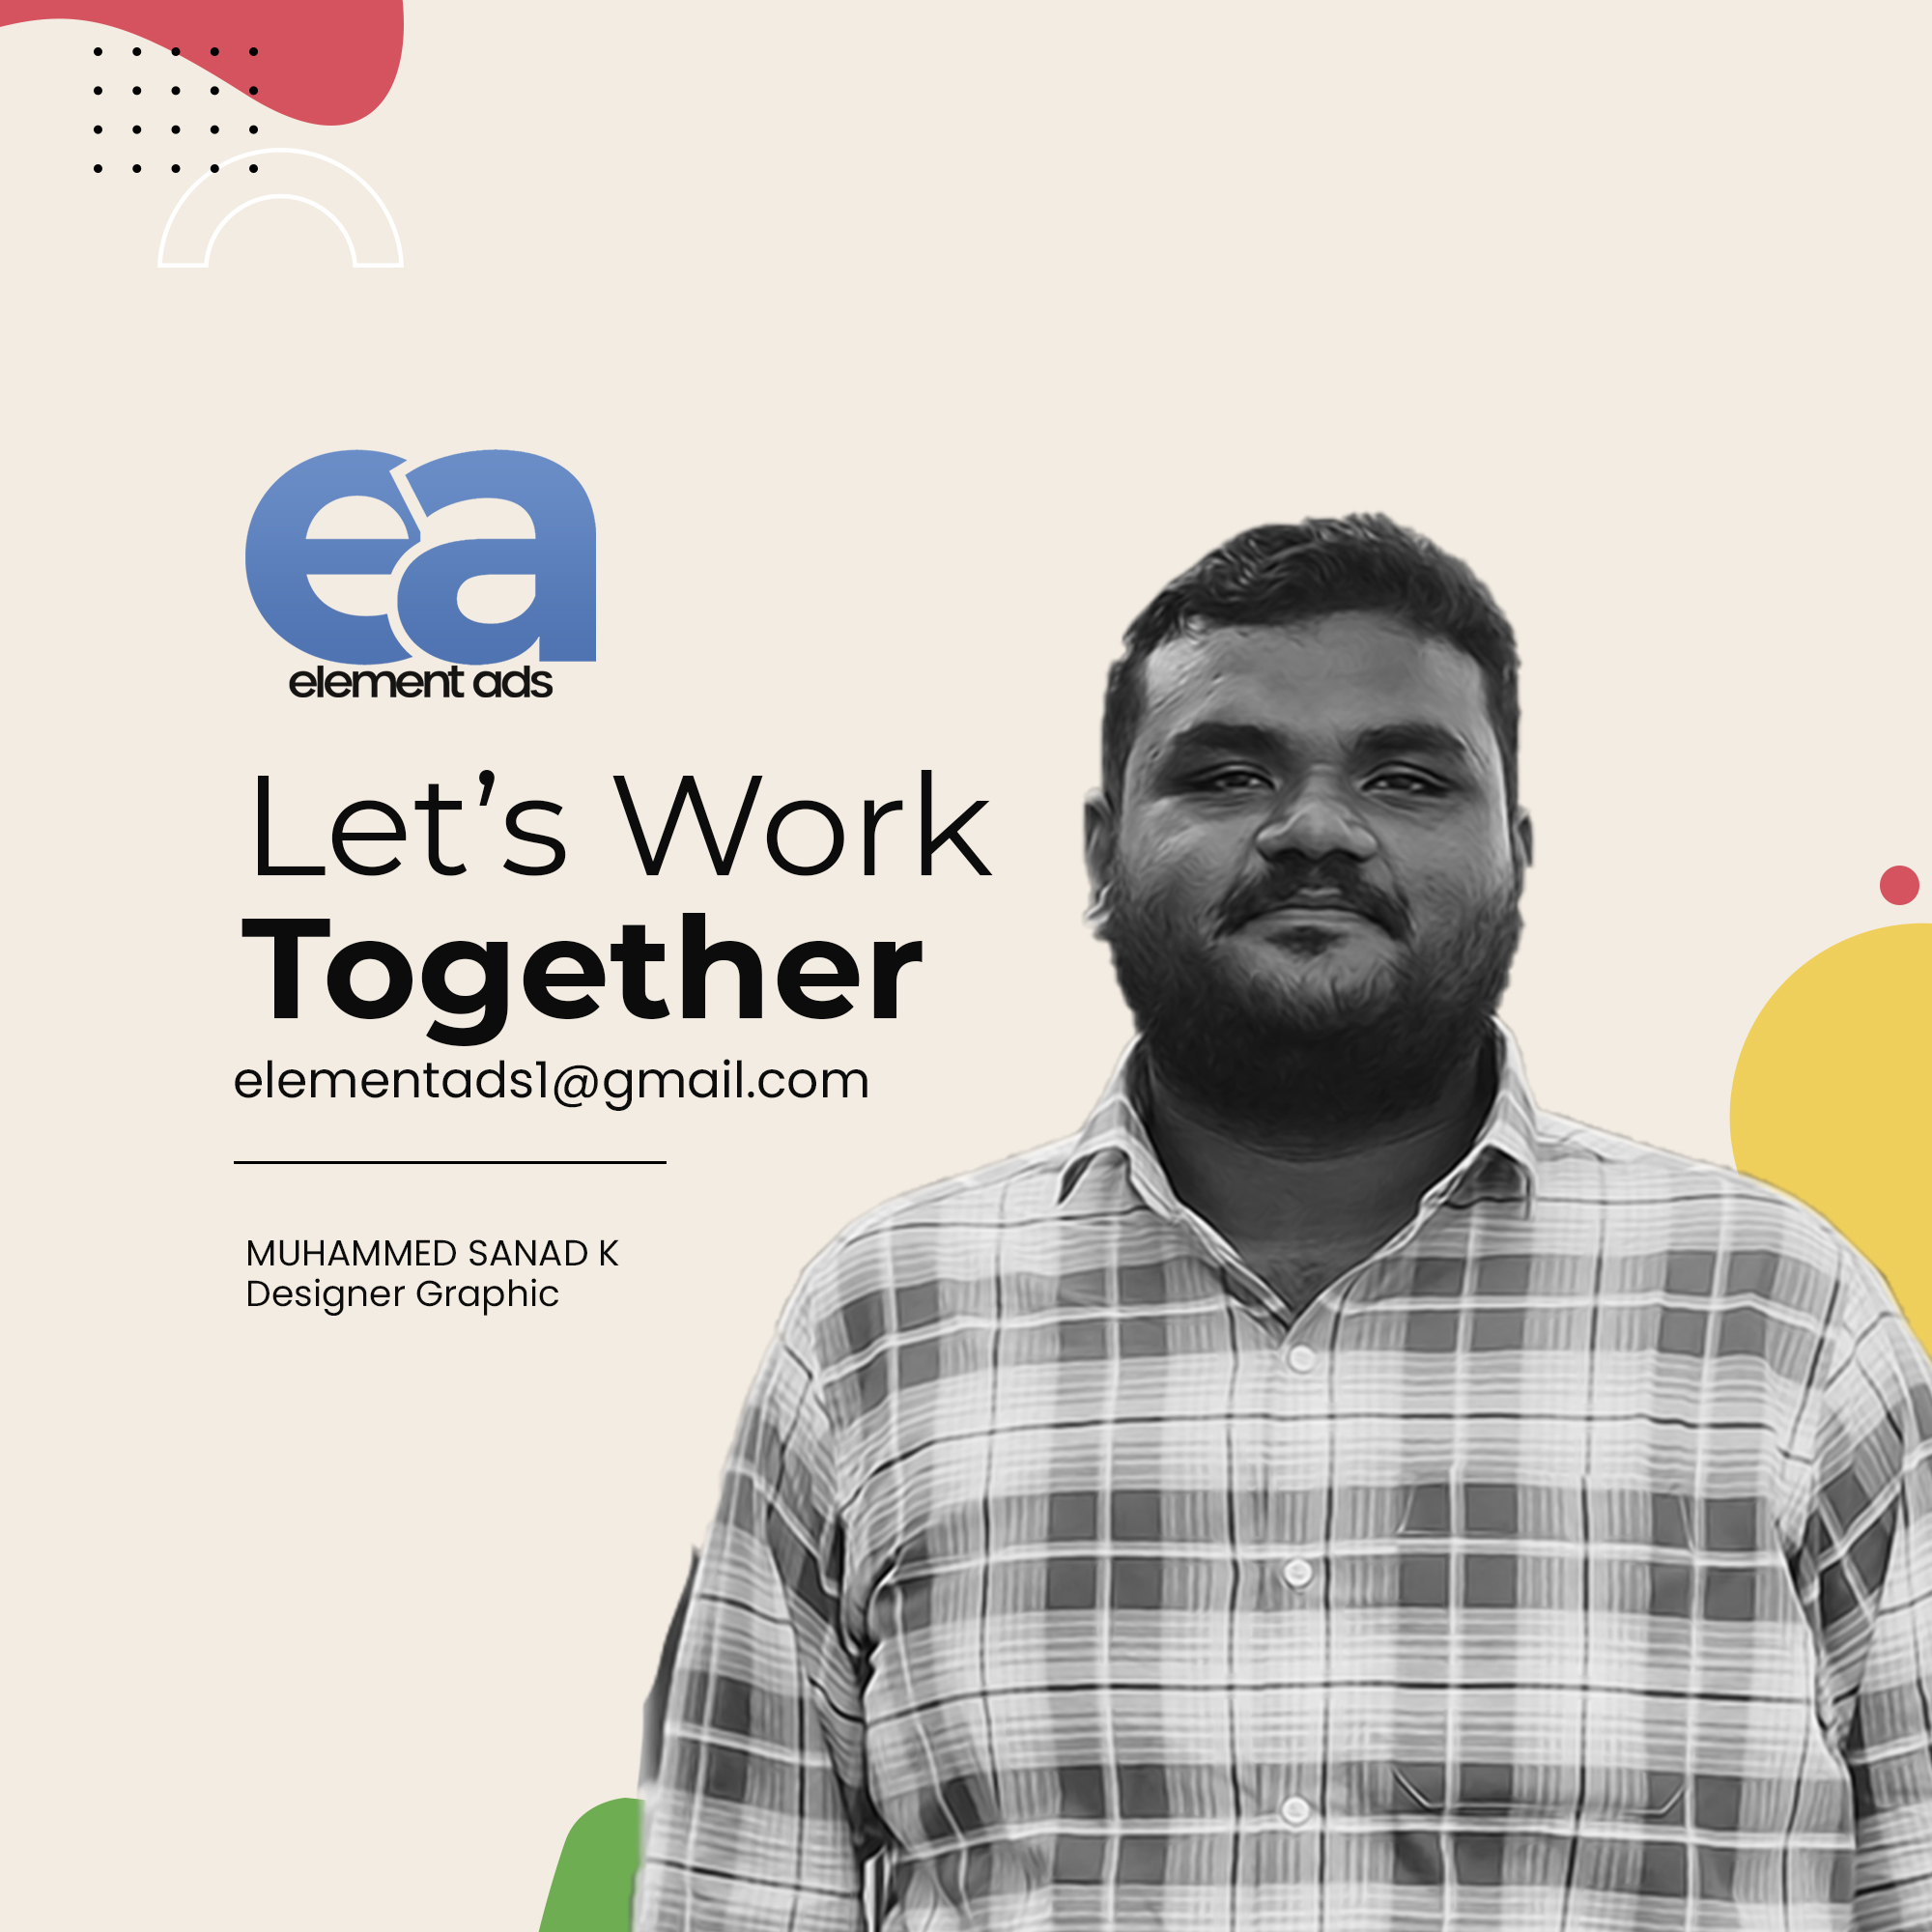 ea
element ads
Let’s Work
Together
elementads1@gmail.com
MUHAMMED SANAD K
Designer Graphic